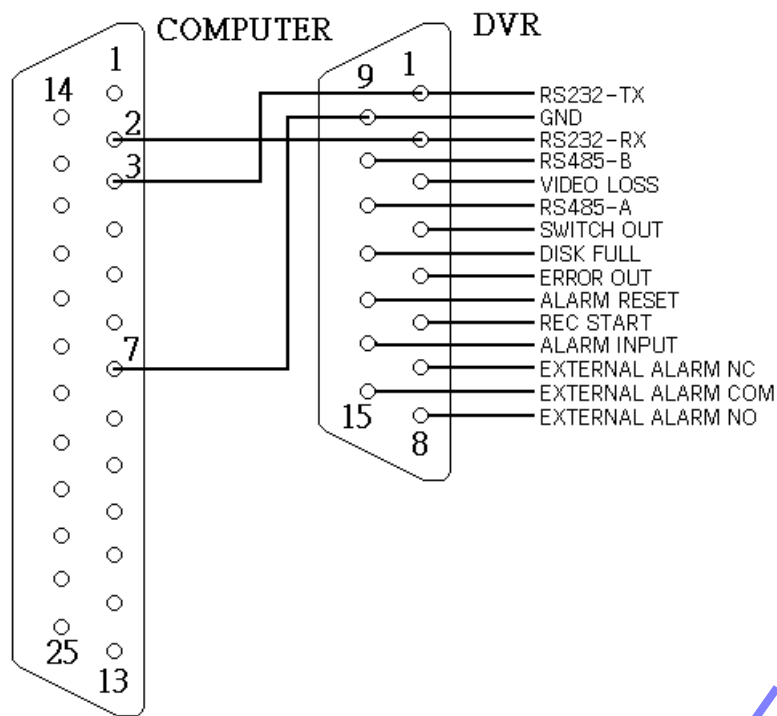 COMPUTER
DVR
1
14
2
3
7
25
13
9
1
15
8
RS232-TX
GND
RS232-RX
RS485-B
VIDEO LOSS
RS485-A
SWITCH OUT
DISK FULL
ERROR OUT
ALARM RESET
REC START
ALARM INPUT
EXTERNAL ALARM NC
EXTERNAL ALARM COM
EXTERNAL ALARM NO